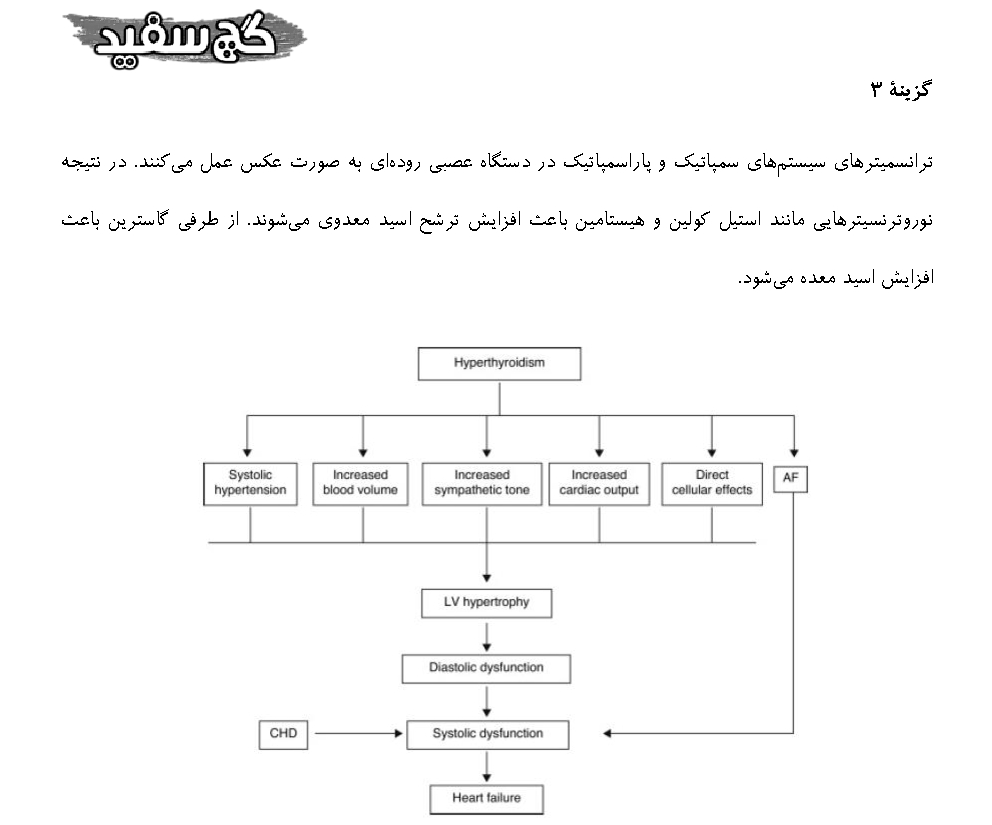 گچ سفید
گزینهٔ ۳
ترانسمیترهای سیستم‌های سمپاتیک و پاراسمپاتیک در دستگاه عصبی روده‌ای به صورت عکس عمل می‌کنند. در نتیجه
نوروترنسیترهایی مانند استیل کولین و هیستامین باعث افزایش ترشح اسید معدوی می‌شوند. از طرفی گاسترین باعث
افزایش اسید معده می‌شود.
Hyperthyroidism
Systolic
hypertension
Increased
blood volume
Increased
sympathetic tone
Increased
cardiac output
Direct
cellular effects
AF
LV hypertrophy
Diastolic dysfunction
CHD
Systolic dysfunction
Heart failure